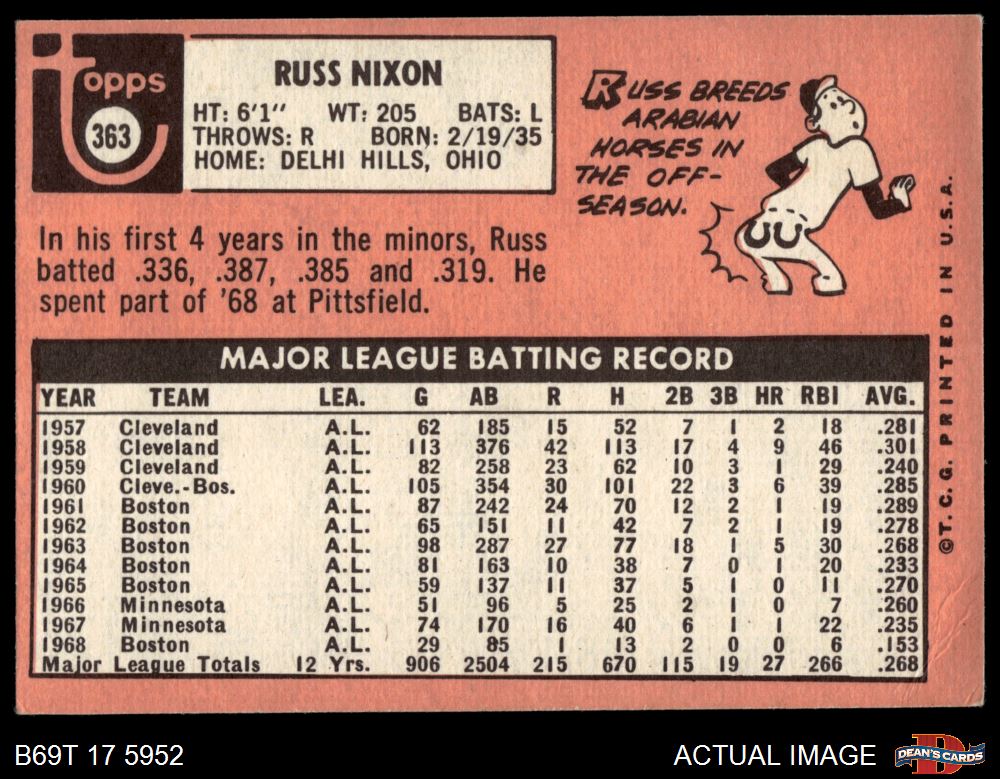 Topps
363
RUSS NIXON
HT: 6'1" WT: 205 BATS: L
THROWS: R BORN: 2/19/35
HOME: DELHI HILLS, OHIO
RUSS BREEDS
ARABIAN
HORSES IN
THE OFF-
SEASON.
In his first 4 years in the minors, Russ
batted .336, .387, .385 and .319. He
spent part of '68 at Pittsfield.
MAJOR LEAGUE BATTING RECORD
YEAR TEAM LEA. G AB R H 2B 3B HR RBI AVG.
1957 Cleveland A.L. 62 185 15 52 7 1 2 18 .281
1958 Cleveland A.L. 113 376 42 113 17 4 9 46 .301
1959 Cleveland A.L. 82 258 23 62 10 3 1 29 .240
1960 Cleve.-Bos. A.L. 105 354 30 101 22 3 6 39 .285
1961 Boston A.L. 87 242 24 70 12 2 1 19 .289
1962 Boston A.L. 65 151 11 42 7 2 1 19 .278
1963 Boston A.L. 98 287 27 77 18 1 5 30 .268
1964 Boston A.L. 81 163 10 38 7 0 1 20 .233
1965 Boston A.L. 59 137 11 37 5 1 0 11 .270
1966 Minnesota A.L. 51 96 5 25 2 1 0 7 .260
1967 Minnesota A.L. 74 170 16 40 6 1 1 22 .235
1968 Boston A.L. 29 85 1 13 2 0 0 6 .153
Major League Totals 12 Yrs. 906 2504 215 670 115 19 27 266 .268
©T.C.G. PRINTED IN U.S.A.
B69T 17 5952
ACTUAL IMAGE
DEAN'S CARDS